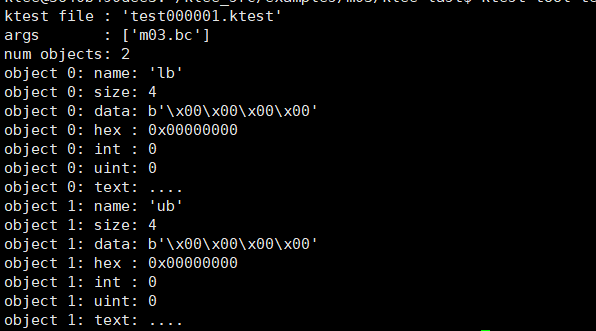 ktest file : 'test000001.ktest'
args       : ['m03.bc']
num objects: 2
object 0: name: 'lb'
object 0: size: 4
object 0: data: b'\x00\x00\x00\x00'
object 0: hex : 0x00000000
object 0: int : 0
object 0: uint: 0
object 0: text: ....
object 1: name: 'ub'
object 1: size: 4
object 1: data: b'\x00\x00\x00\x00'
object 1: hex : 0x00000000
object 1: int : 0
object 1: uint: 0
object 1: text: ....